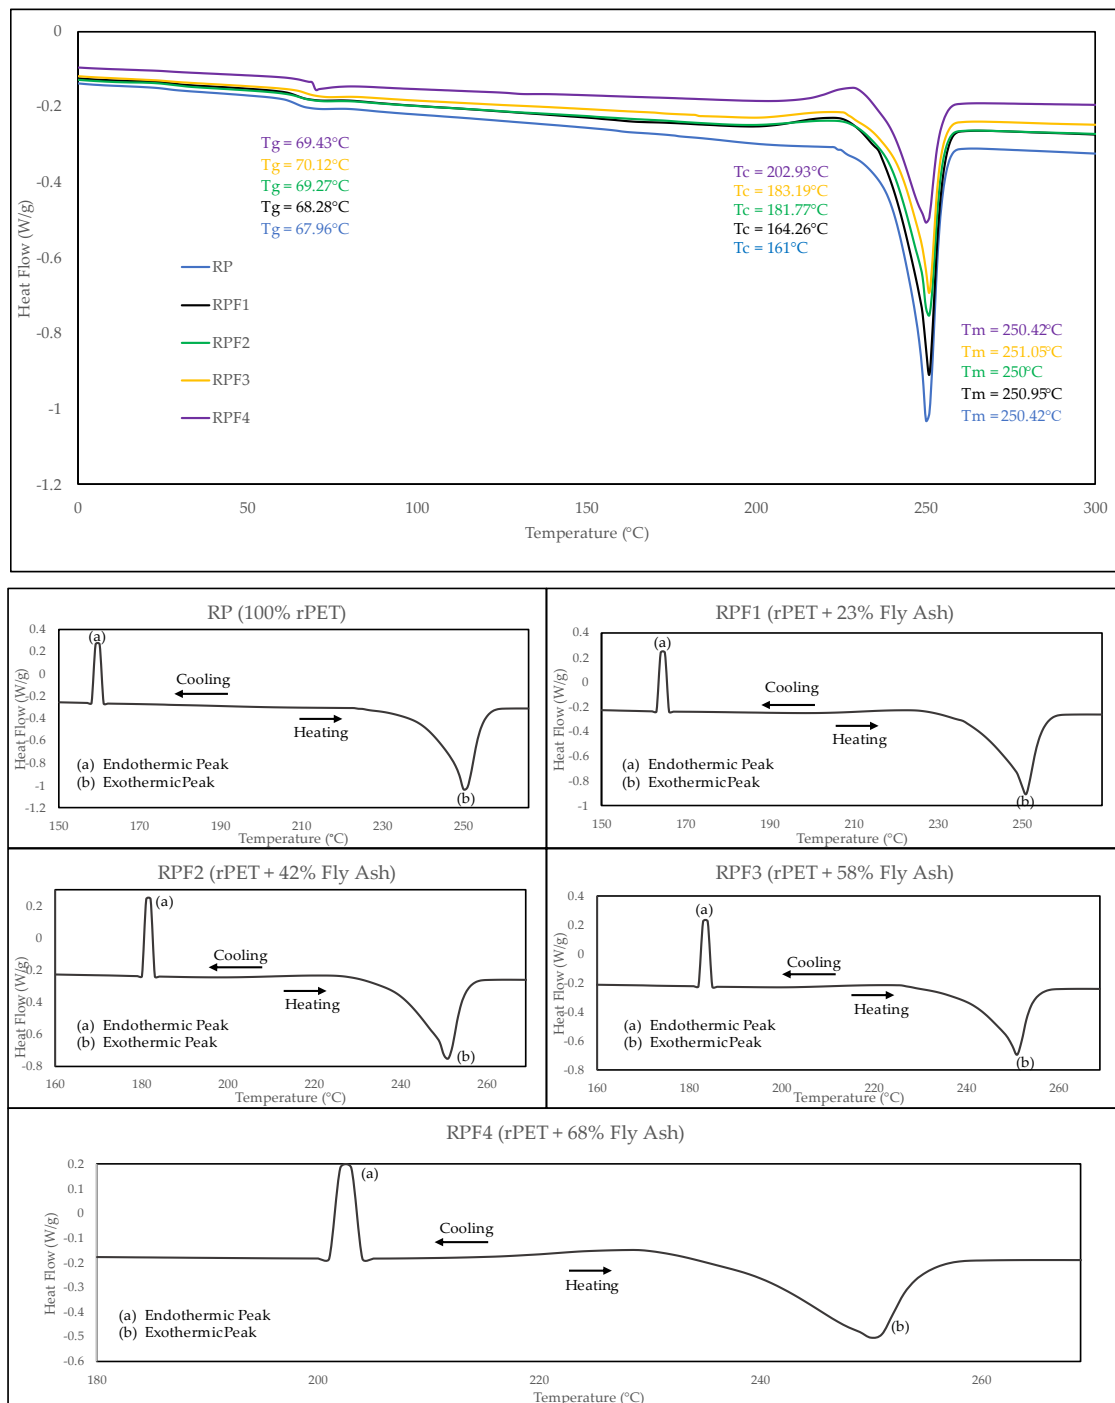 0
-0.2
-0.4
-0.6
-0.8
-1
-1.2
Heat Flow (W/g)
Tg = 69.43°C
Tg = 70.12°C
Tg = 69.27°C
Tg = 68.28°C
Tg = 67.96°C
Tc = 202.93°C
Tc = 183.19°C
Tc = 181.77°C
Tc = 164.26°C
Tc = 161°C
RP
RPF1
RPF2
RPF3
RPF4
Tm = 250.42°C
Tm = 251.05°C
Tm = 250°C
Tm = 250.95°C
Tm = 250.42°C
0 50 100 150 200 250 300
Temperature (°C)
RP (100% rPET)
0.4
0.2
0
-0.2
-0.4
-0.6
-0.8
-1
-1.2
Heat Flow (W/g)
(a)
Cooling
Heating
(a) Endothermic Peak
(b) Exothermic Peak
(b)
150 170 190 210 230 250
Temperature (°C)
RPF1 (rPET + 23% Fly Ash)
0.4
0.2
0
-0.2
-0.4
-0.6
-0.8
-1
Heat Flow (W/g)
(a)
Cooling
Heating
(a) Endothermic Peak
(b) Exothermic Peak
(b)
150 170 190 210 230 250
Temperature (°C)
RPF2 (rPET + 42% Fly Ash)
0.2
0
-0.2
-0.4
-0.6
-0.8
Heat Flow (W/g)
(a)
Cooling
Heating
(a) Endothermic Peak
(b) Exothermic Peak
(b)
160 180 200 220 240 260
Temperature (°C)
RPF3 (rPET + 58% Fly Ash)
0.4
0.2
0
-0.2
-0.4
-0.6
-0.8
Heat Flow (W/g)
(a)
Cooling
Heating
(a) Endothermic Peak
(b) Exothermic Peak
(b)
160 180 200 220 240 260
Temperature (°C)
RPF4 (rPET + 68% Fly Ash)
0.2
0.1
0
-0.1
-0.2
-0.3
-0.4
-0.5
-0.6
Heat Flow (W/g)
(a)
Cooling
Heating
(a) Endothermic Peak
(b) Exothermic Peak
(b)
180 200 220 240 260
Temperature (°C)